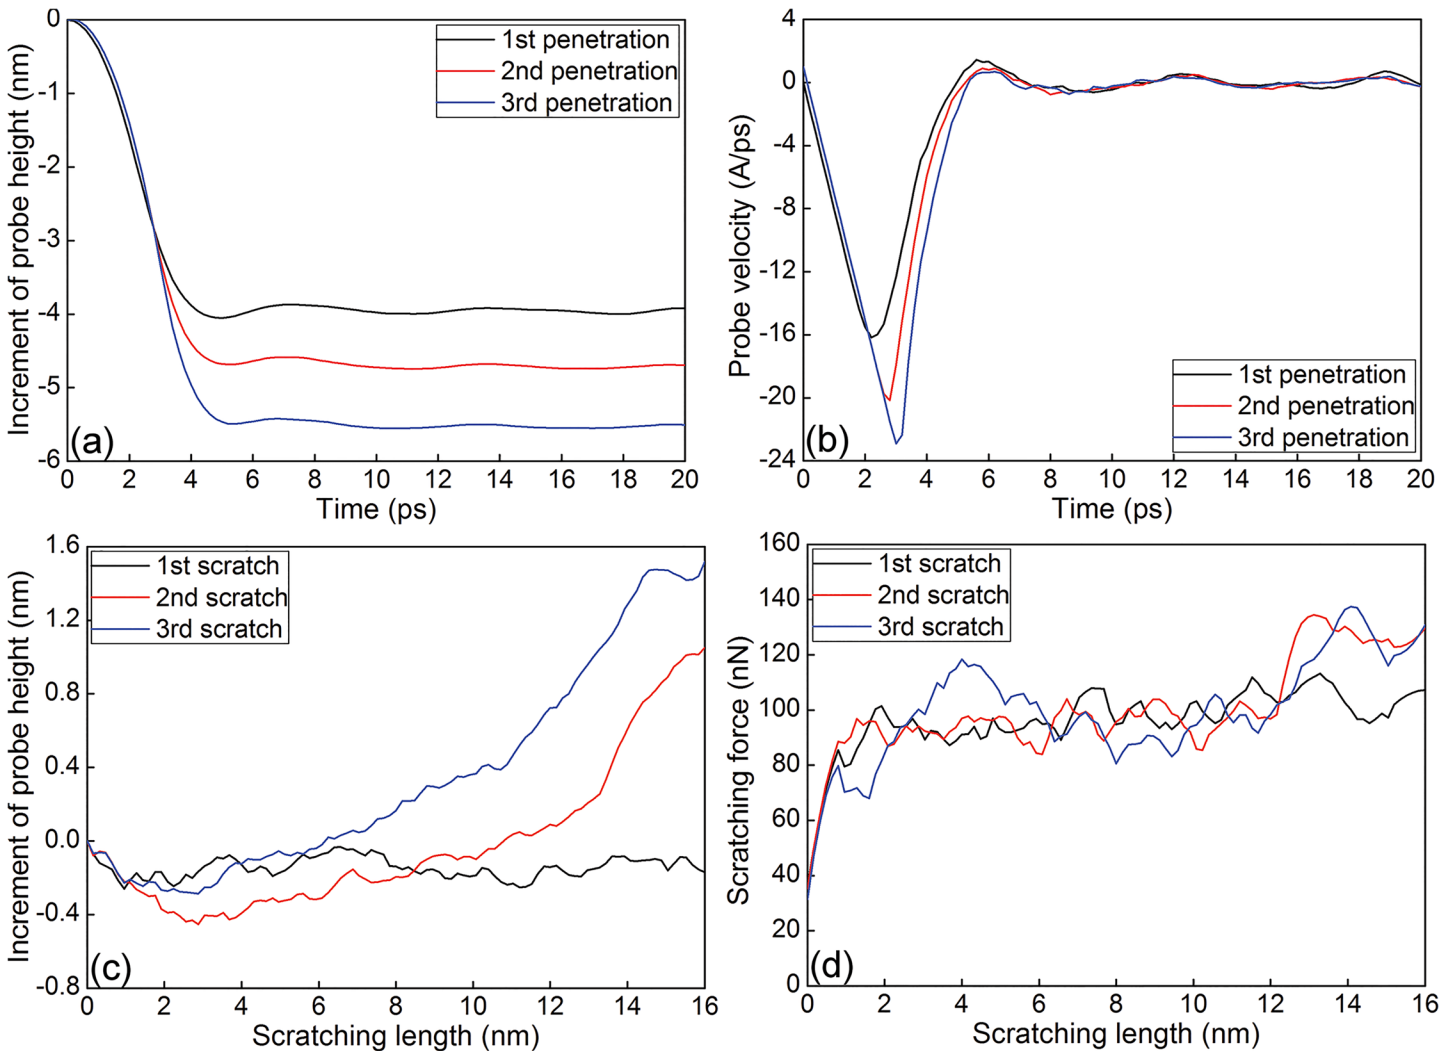 Increment of probe height (nm)
0
-1
-2
-3
-4
-5
-6
1st penetration
2nd penetration
3rd penetration
(a)
0 2 4 6 8 10 12 14 16 18 20
Time (ps)
Probe velocity (A/ps)
4
0
-4
-8
-12
-16
-20
-24
1st penetration
2nd penetration
3rd penetration
(b)
0 2 4 6 8 10 12 14 16 18 20
Time (ps)
Increment of probe height (nm)
1.6
1.2
0.8
0.4
0.0
-0.4
-0.8
1st scratch
2nd scratch
3rd scratch
(c)
0 2 4 6 8 10 12 14 16
Scratching length (nm)
Scratching force (nN)
160
140
120
100
80
60
40
20
0
1st scratch
2nd scratch
3rd scratch
(d)
0 2 4 6 8 10 12 14 16
Scratching length (nm)